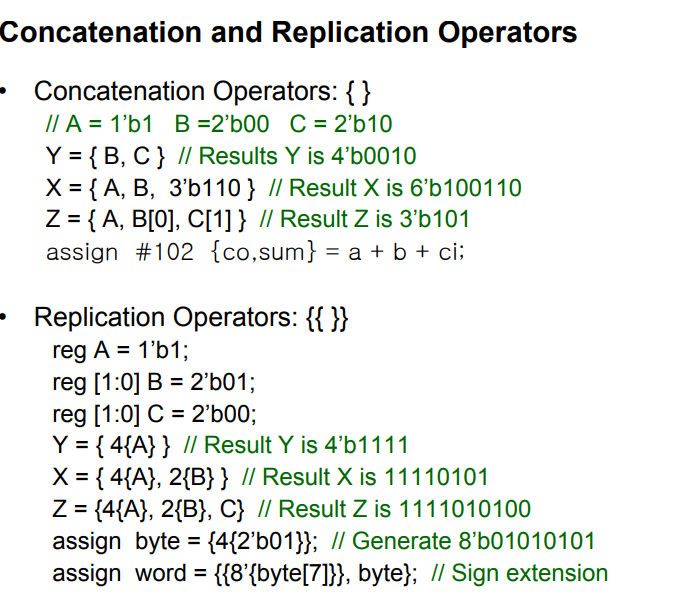 Concatenation and Replication Operators
• Concatenation Operators: { }
// A = 1’b1 B =2’b00 C = 2’b10
Y = { B, C } // Results Y is 4’b0010
X = { A, B, 3’b110 } // Result X is 6’b100110
Z = { A, B[0], C[1] } // Result Z is 3’b101
assign #102 {co,sum} = a + b + ci;
• Replication Operators: {{ }}
reg A = 1’b1;
reg [1:0] B = 2’b01;
reg [1:0] C = 2’b00;
Y = { 4{A} } // Result Y is 4’b1111
X = { 4{A}, 2{B} } // Result X is 11110101
Z = {4{A}, 2{B}, C} // Result Z is 1111010100
assign byte = {4{2’b01}}; // Generate 8’b01010101
assign word = {{8’{byte[7]}}, byte}; // Sign extension